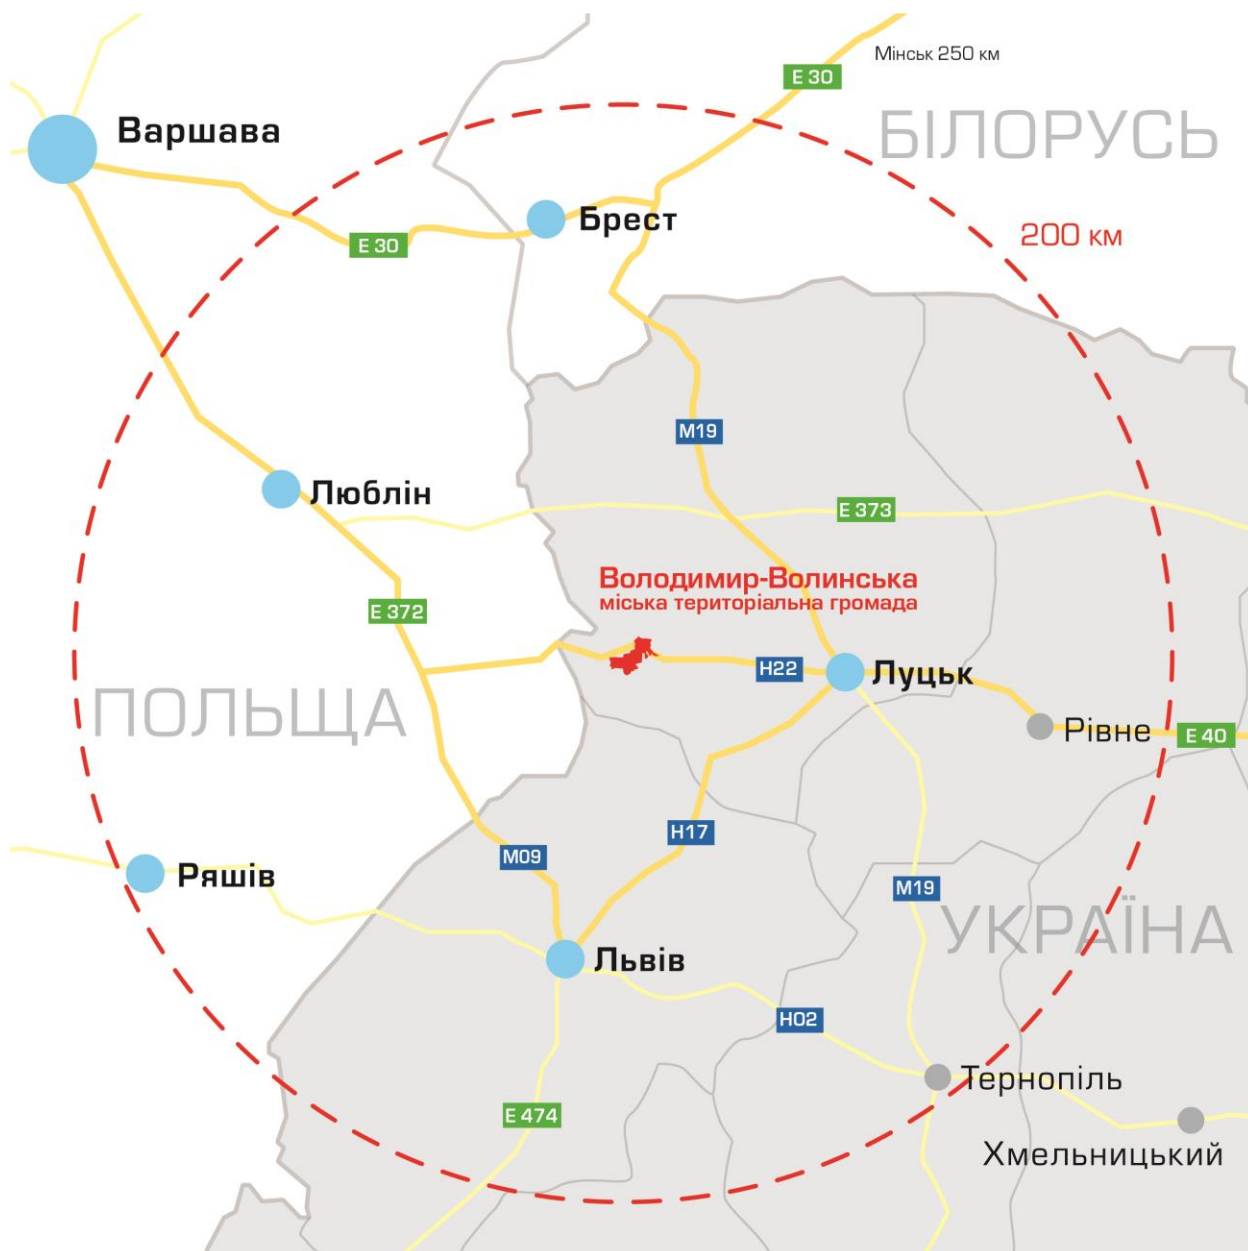 Мінськ 250 км
E 30
БІЛОРУСЬ
Варшава
Брест
200 км
E 30
M19
Люблін
E 373
Володимир-Волинська
міська територіальна громада
E 372
H22
Луцьк
ПОЛЬЩА
Рівне
E 40
H17
M09
Ряшів
M19
УКРАЇНА
Львів
H02
Тернопіль
E 474
Хмельницький